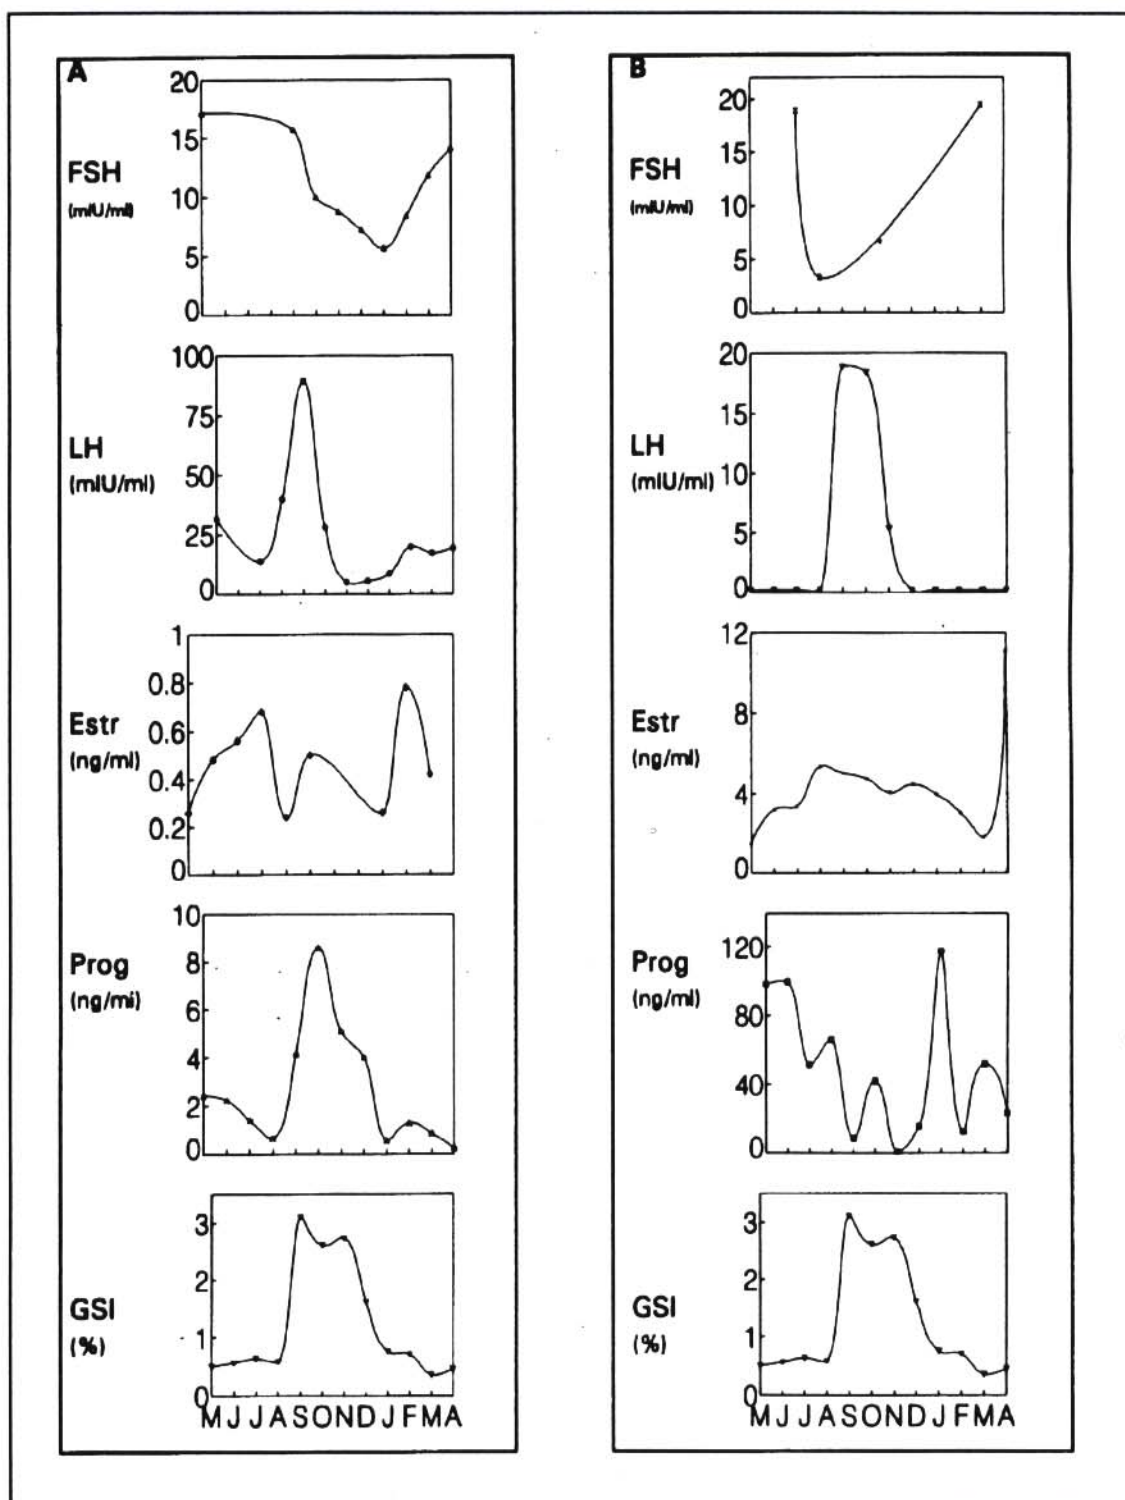 A
20
15
10
5
0
FSH
(mIU/ml)
100
75
50
25
0
LH
(mIU/ml)
1
0.8
0.6
0.4
0.2
0
Estr
(ng/ml)
10
8
6
4
2
0
Prog
(ng/ml)
3
2
1
0
GSI
(%)
M J J A S O N D J F M A
B
20
15
10
5
0
FSH
(mIU/ml)
20
15
10
5
0
LH
(mIU/ml)
12
8
4
0
Estr
(ng/ml)
120
80
40
0
Prog
(ng/ml)
3
2
1
0
GSI
(%)
M J J A S O N D J F M A